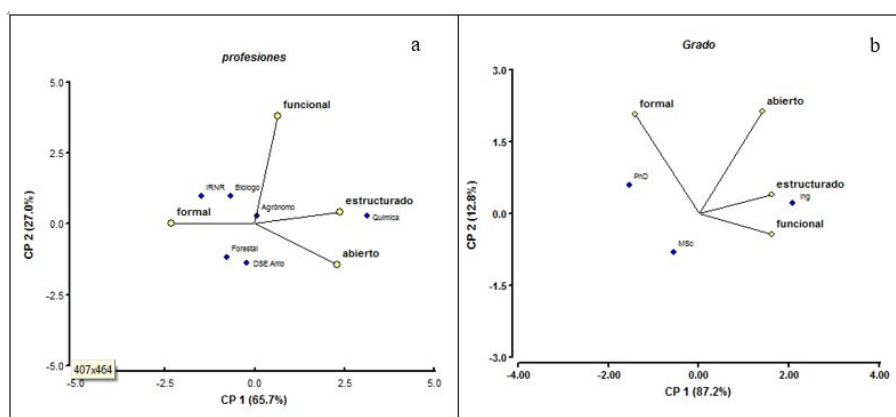 a
profesiones
5.0
funcional
2.5
IRNR
Biologo
Agrónomo
estructurado
Quimica
formal
0.0
Forestal
DSE Amb
abierto
-2.5
-5.0
407x464
-5.0
-2.5
0.0
2.5
5.0
CP 1 (65.7%)
CP 2 (27.0%)
b
Grado
3.0
formal
abierto
1.5
PhD
estructurado
Ing
0.0
funcional
MSc
-1.5
-3.0
-4.00
-2.00
0.00
2.00
4.00
CP 1 (87.2%)
CP 2 (12.8%)